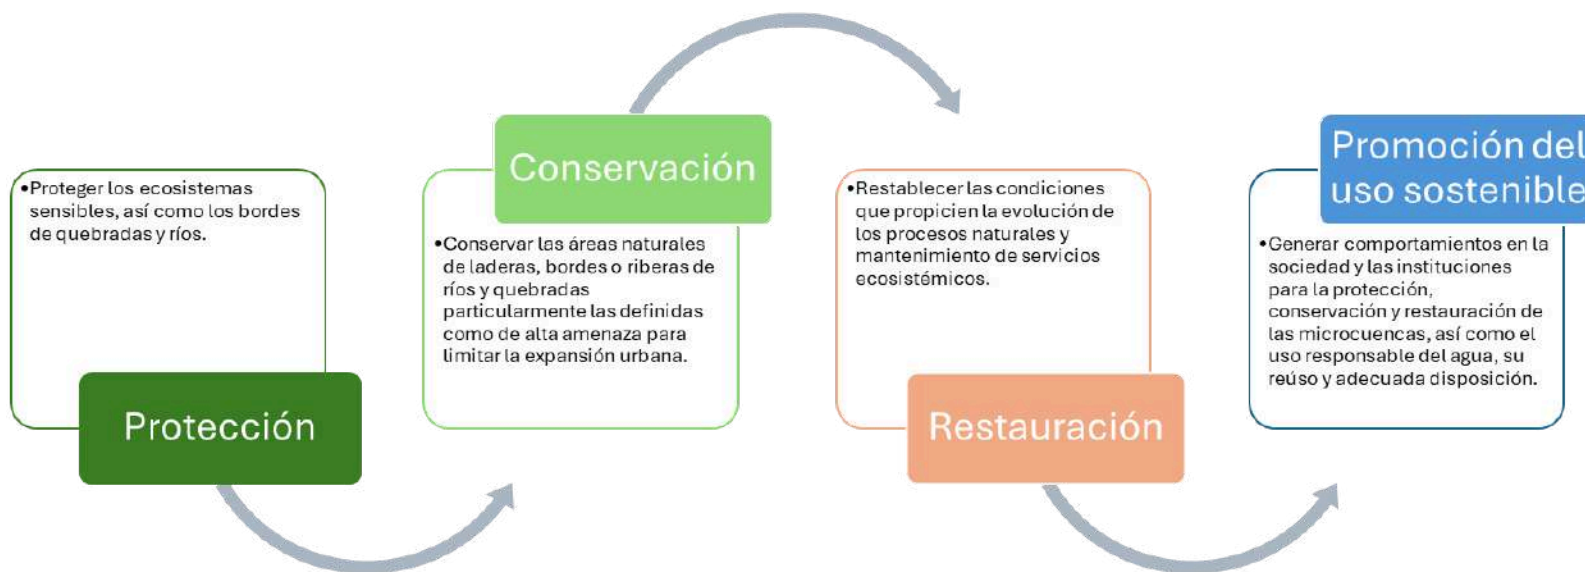 •Proteger los ecosistemas
sensibles, así como los bordes
de quebradas y ríos.
Protección
Conservación
•Conservar las áreas naturales
de laderas, bordes o riberas de
ríos y quebradas
particularmente las definidas
como de alta amenaza para
limitar la expansión urbana.
•Restablecer las condiciones
que propicien la evolución de
los procesos naturales y
mantenimiento de servicios
ecosistémicos.
Restauración
Promoción del
uso sostenible
•Generar comportamientos en la
sociedad y las instituciones
para la protección,
conservación y restauración de
las microcuencas, así como el
uso responsable del agua, su
reúso y adecuada disposición.